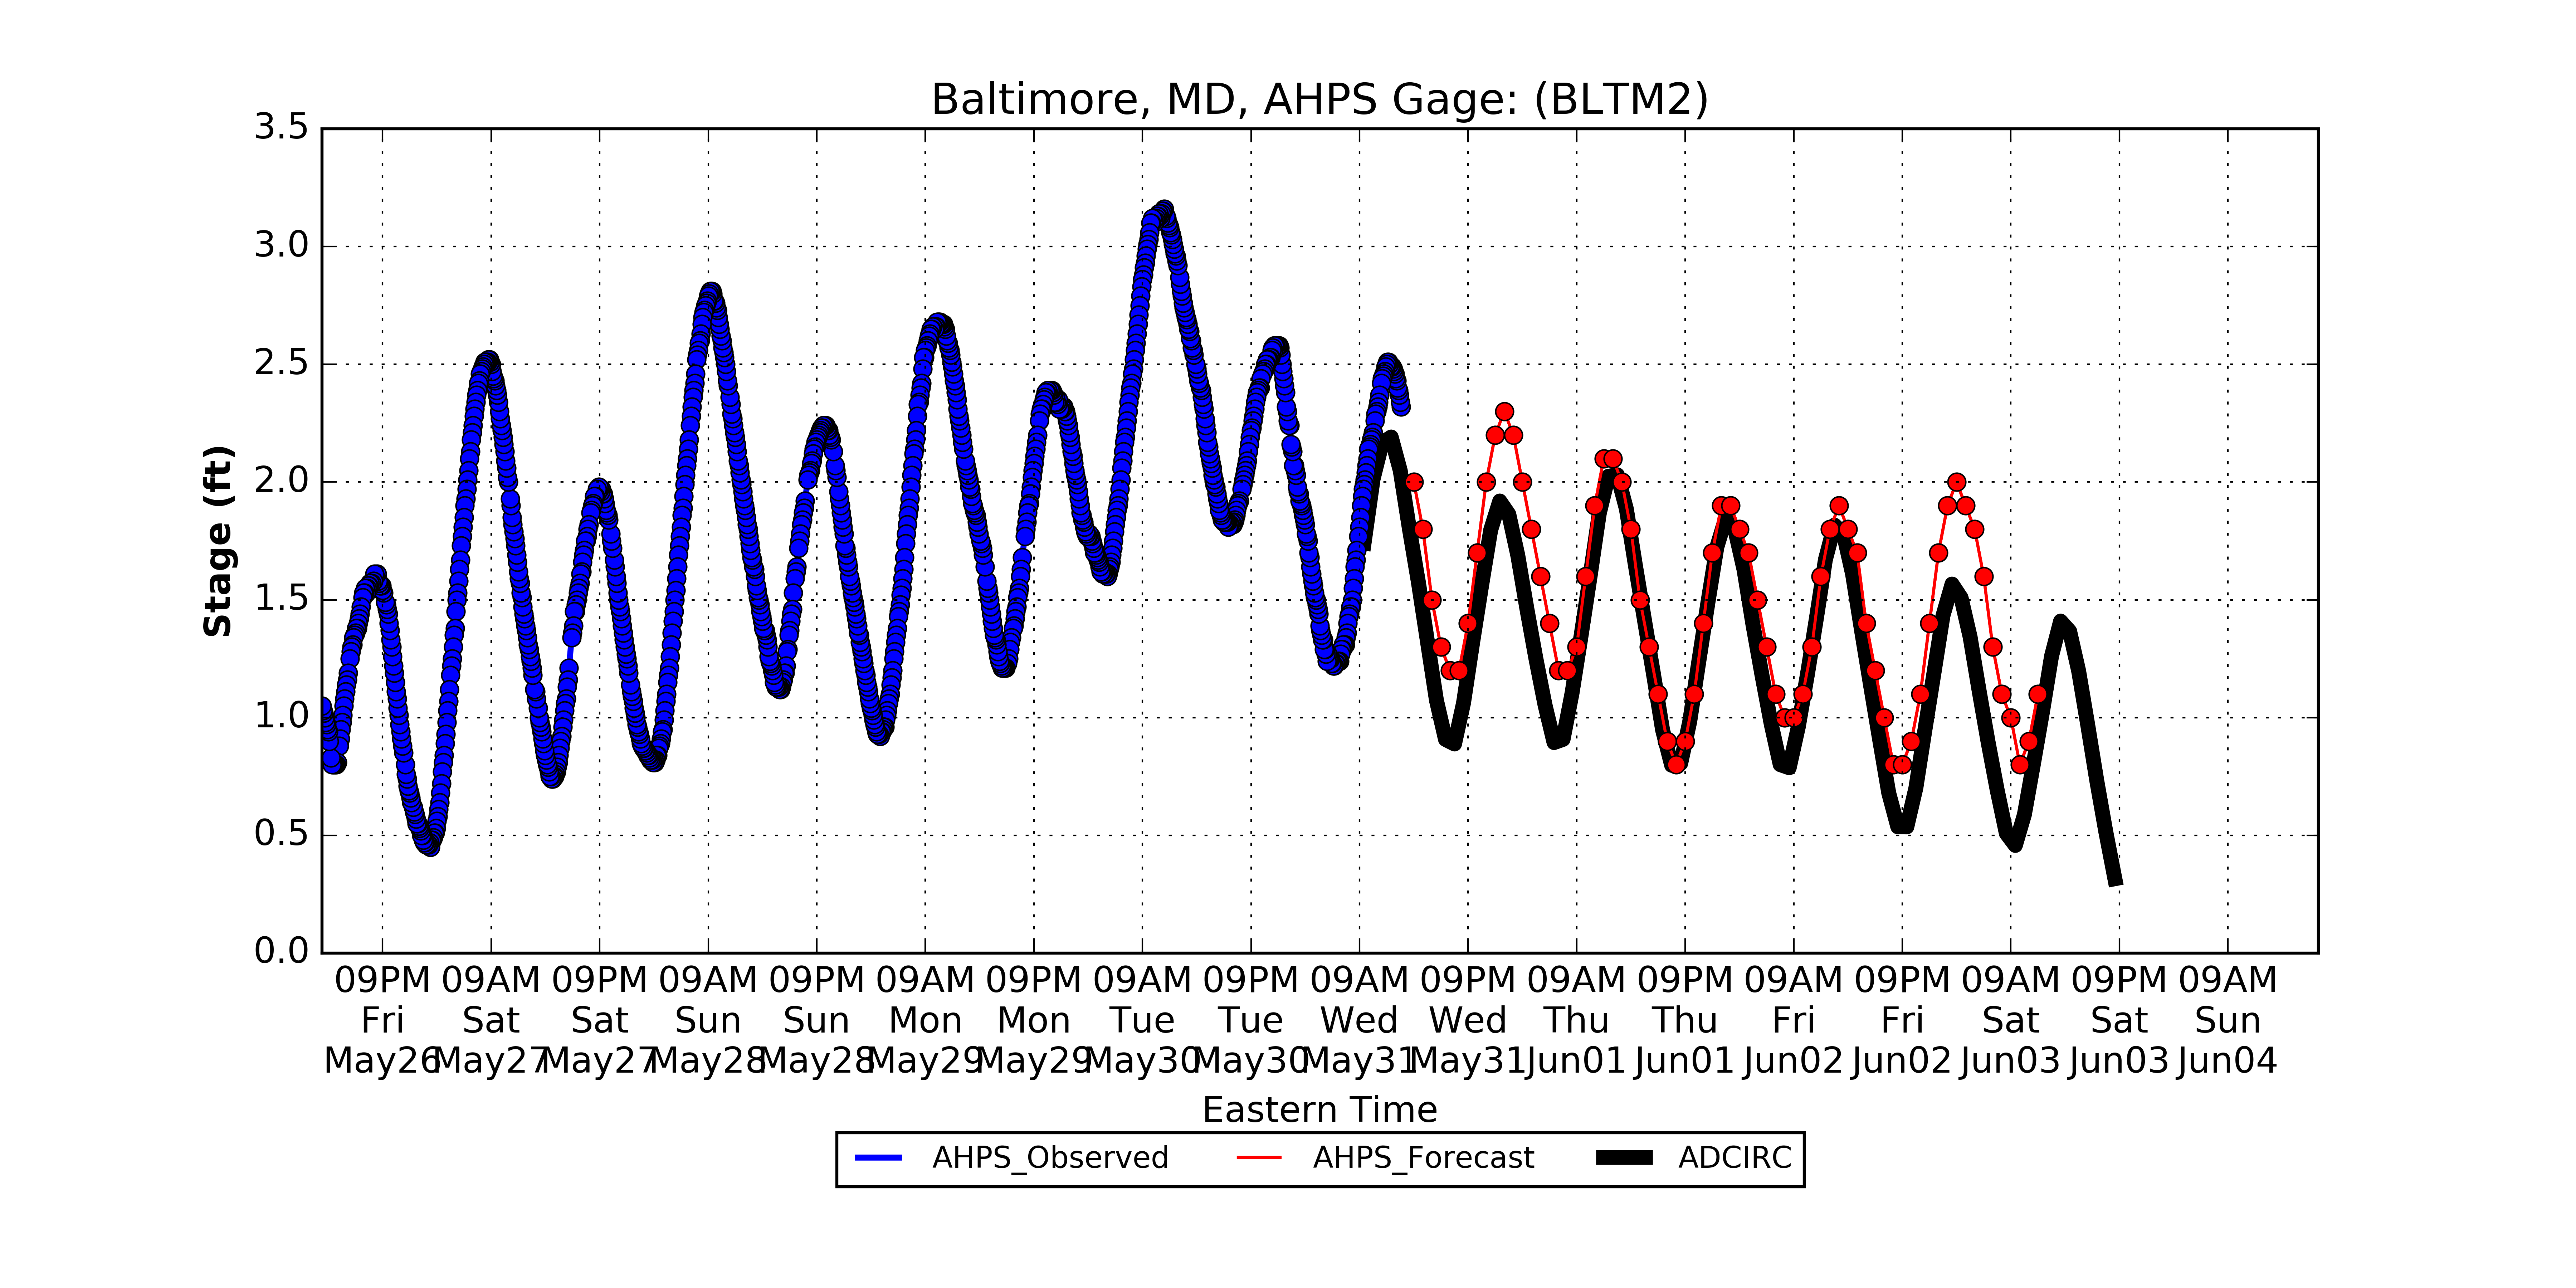 Baltimore, MD, AHPS Gage: (BLTM2)
3.5
3.0
2.5
2.0
1.5
1.0
0.5
0.0
Stage (ft)
09PM 09AM 09PM 09AM 09PM 09AM 09PM 09AM 09PM 09AM 09PM 09AM 09PM 09AM 09PM 09AM 09PM 09AM
Fri Sat Sat Sun Sun Mon Mon Tue Tue Wed Wed Thu Thu Fri Fri Sat Sat Sun
May26 May27 May27 May28 May28 May29 May29 May30 May30 May31 May31 Jun01 Jun01 Jun02 Jun02 Jun03 Jun03 Jun04
Eastern Time
AHPS_Observed AHPS_Forecast ADCIRC